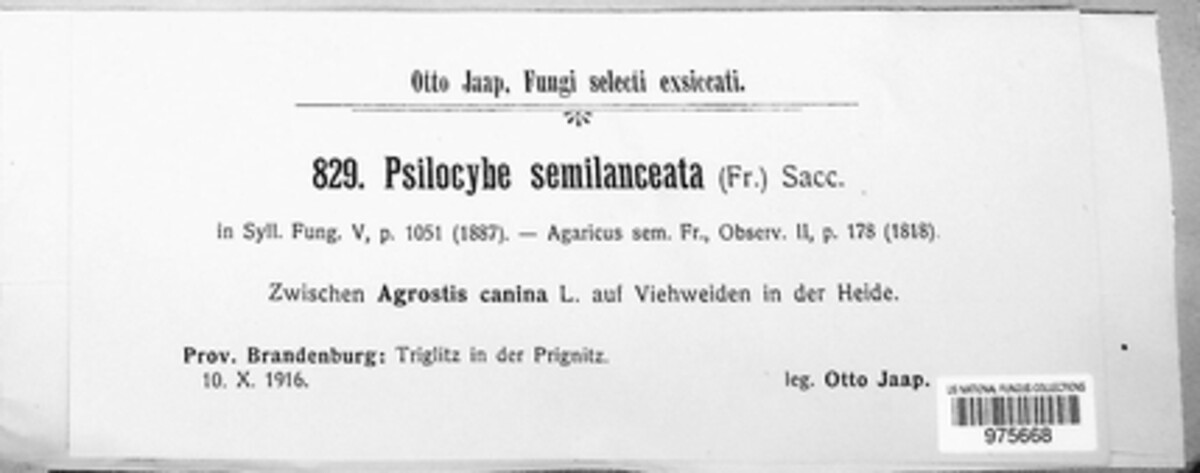 Otto Jaap. Fungi selecti exsiccati.
829. Psilocybe semilanceata (Fr.) Sacc.
in Syll. Fung. V, p. 1051 (1887). — Agaricus sem. Fr., Observ. II, p. 178 (1818).
Zwischen Agrostis canina L. auf Viehweiden in der Heide.
Prov. Brandenburg: Triglitz in der Prignitz.
10. X. 1916.
leg. Otto Jaap.
US NATIONAL FUNGUS COLLECTIONS
975668